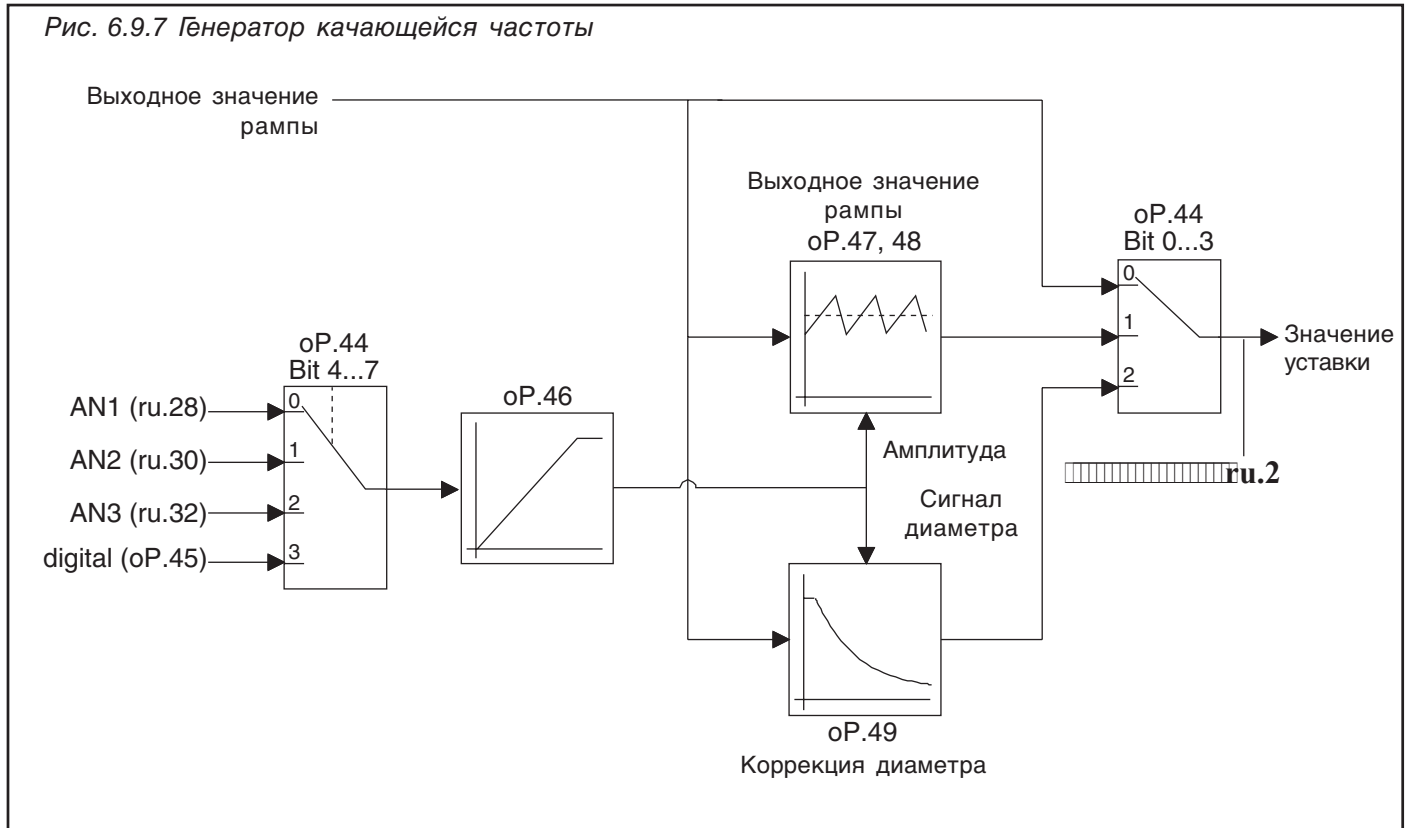 Рис. 6.9.7 Генератор качающейся частоты
Выходное значение
рампы
Выходное значение
рампы
oP.47, 48
oP.44
Bit 0...3
0
1
2
Значение
уставки
oP.44
Bit 4...7
AN1 (ru.28)
0
AN2 (ru.30)
1
AN3 (ru.32)
2
digital (oP.45)
3
oP.46
Амплитуда
Сигнал
диаметра
ru.2
oP.49
Коррекция диаметра